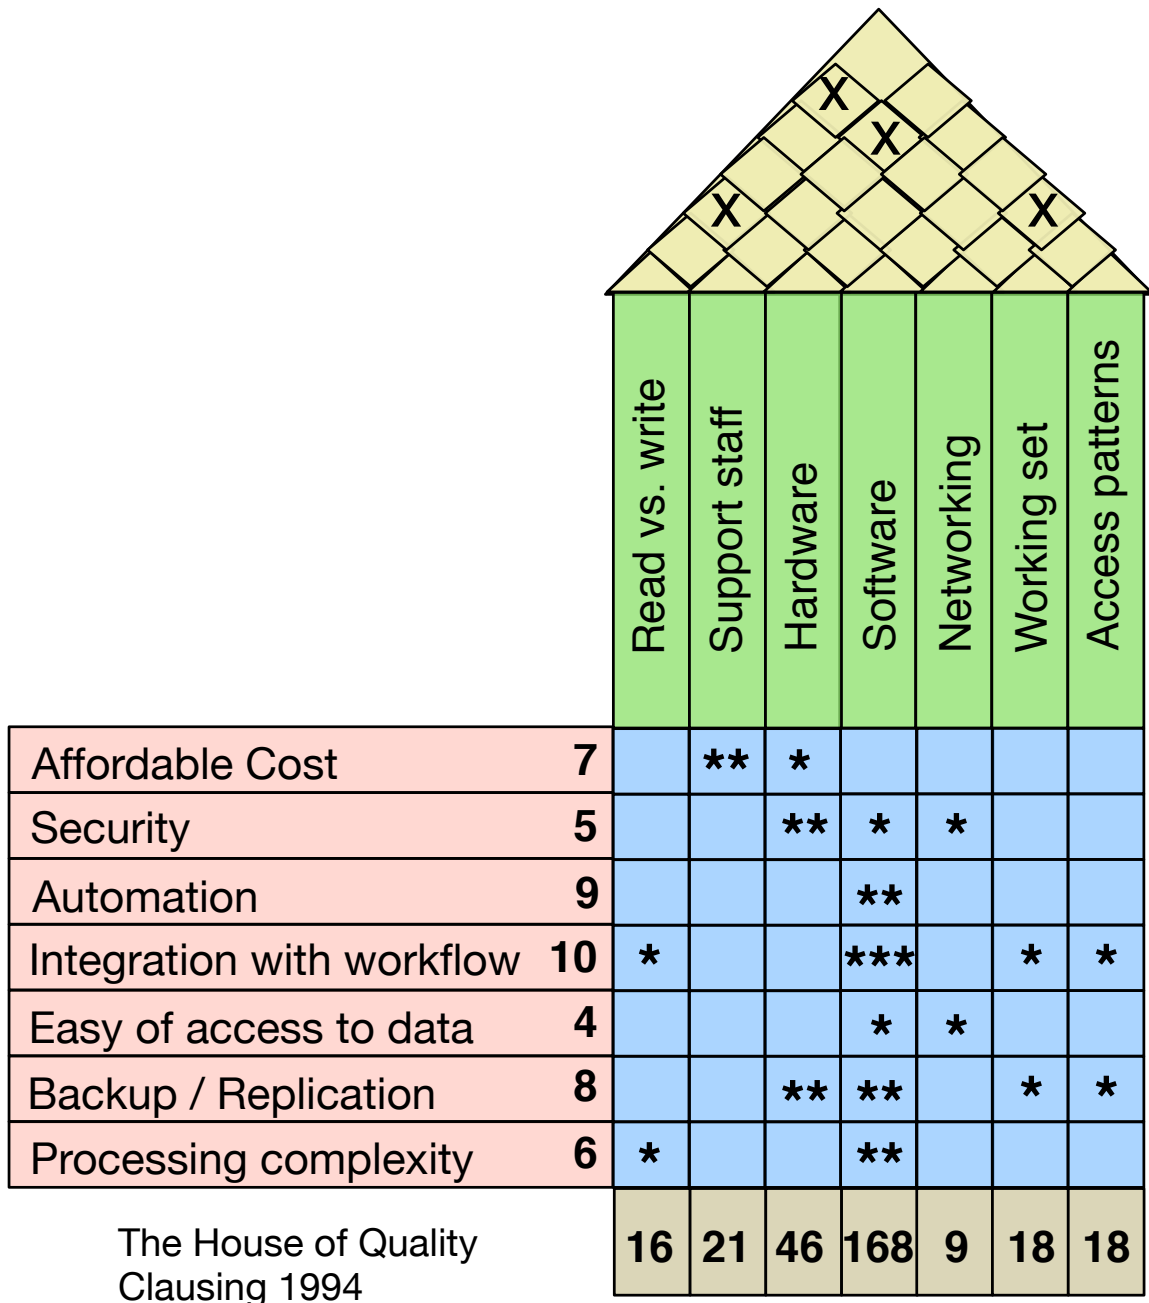 X
X
X
X
Read vs. write
Support staff
Hardware
Software
Networking
Working set
Access patterns
Affordable Cost 7 ** *
Security 5 ** * *
Automation 9 **
Integration with workflow 10 * *** * *
Easy of access to data 4 * *
Backup / Replication 8 ** ** * *
Processing complexity 6 * **
16 21 46 168 9 18 18
The House of Quality
Clausing 1994